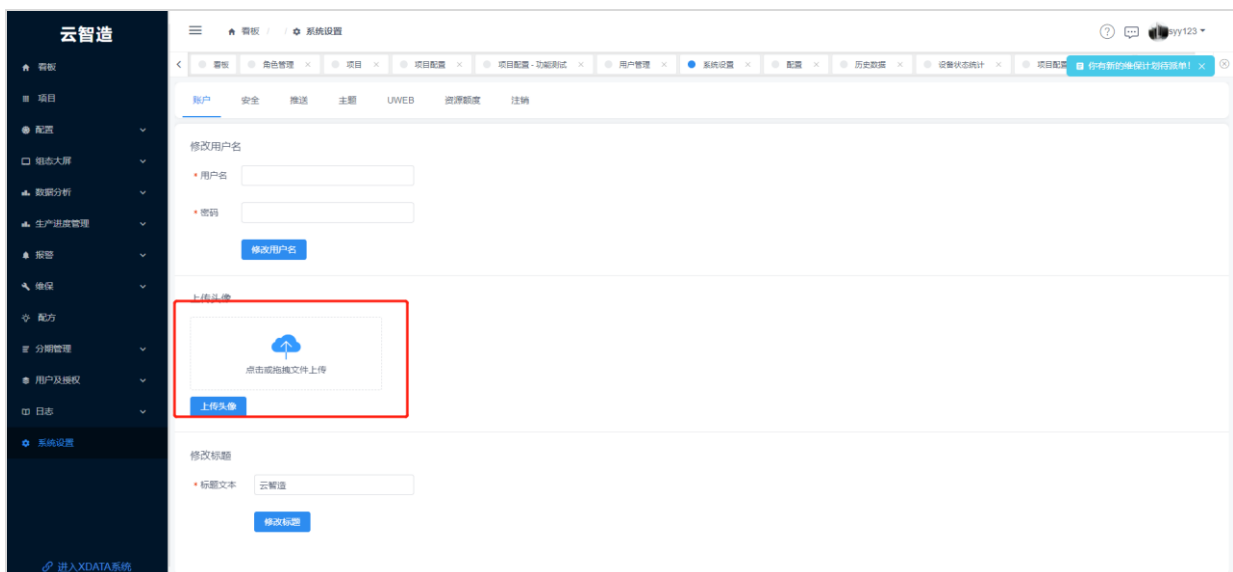 云智造
看板 / / 系统设置
syy123
看板
角色管理
项目
项目配置
项目配置-功能测试
用户管理
系统设置
配置
历史数据
设备状态统计
项目配置
你有新的维保计划待派单!
看板
项目
配置
组态大屏
数据分析
生产进度管理
报警
维保
配方
分期管理
用户及授权
日志
系统设置
进入XDATA系统
账户
安全
推送
主题
UWEB
资源额度
注销
修改用户名
* 用户名
* 密码
修改用户名
上传头像
点击或拖拽文件上传
上传头像
修改标题
* 标题文本 云智造
修改标题